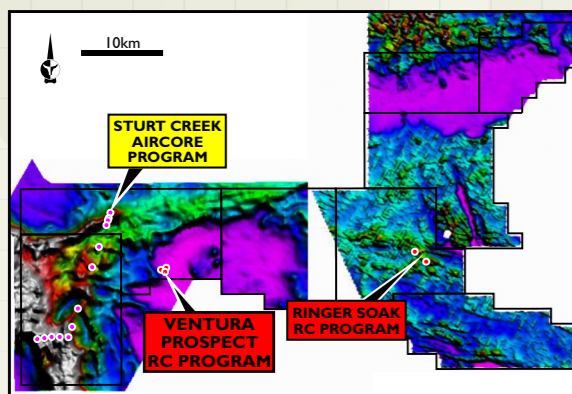 10km
STURT CREEK
AIRCORE
PROGRAM
VENTURA
PROSPECT
RC PROGRAM
RINGER SOAK
RC PROGRAM